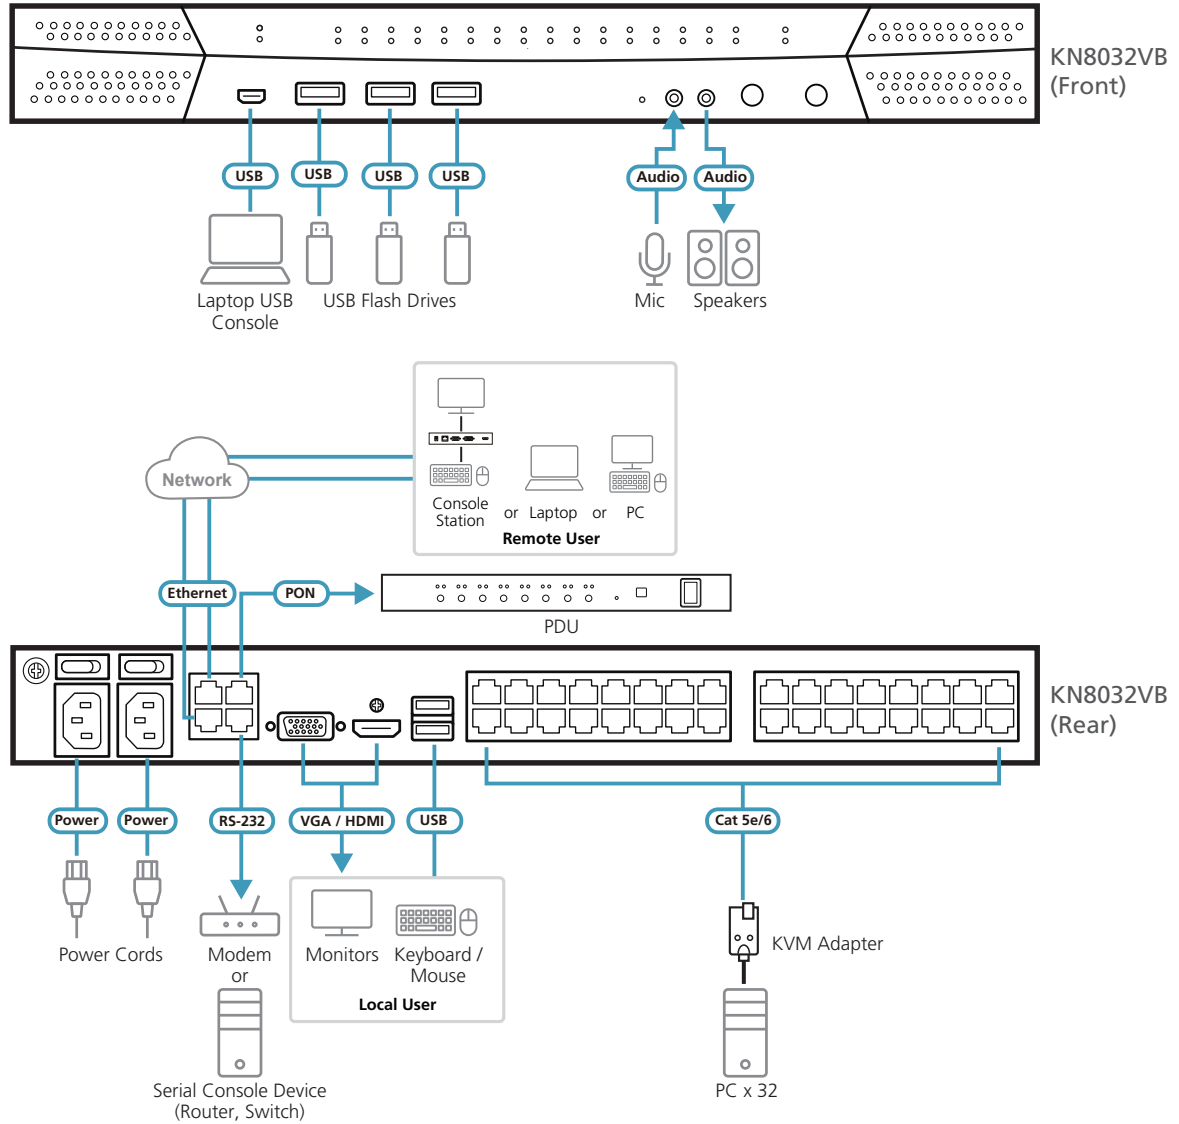 KN8032VB
(Front)
USB
USB
USB
USB
Audio
Audio
Laptop USB
Console
USB Flash Drives
Mic
Speakers
Network
Console
Station
or
Laptop
or
PC
Remote User
Ethernet
PON
PDU
KN8032VB
(Rear)
Power
Power
RS-232
VGA / HDMI
USB
Cat 5e/6
Power Cords
Modem
or
Monitors
Keyboard /
Mouse
Local User
KVM Adapter
Serial Console Device
(Router, Switch)
PC x 32